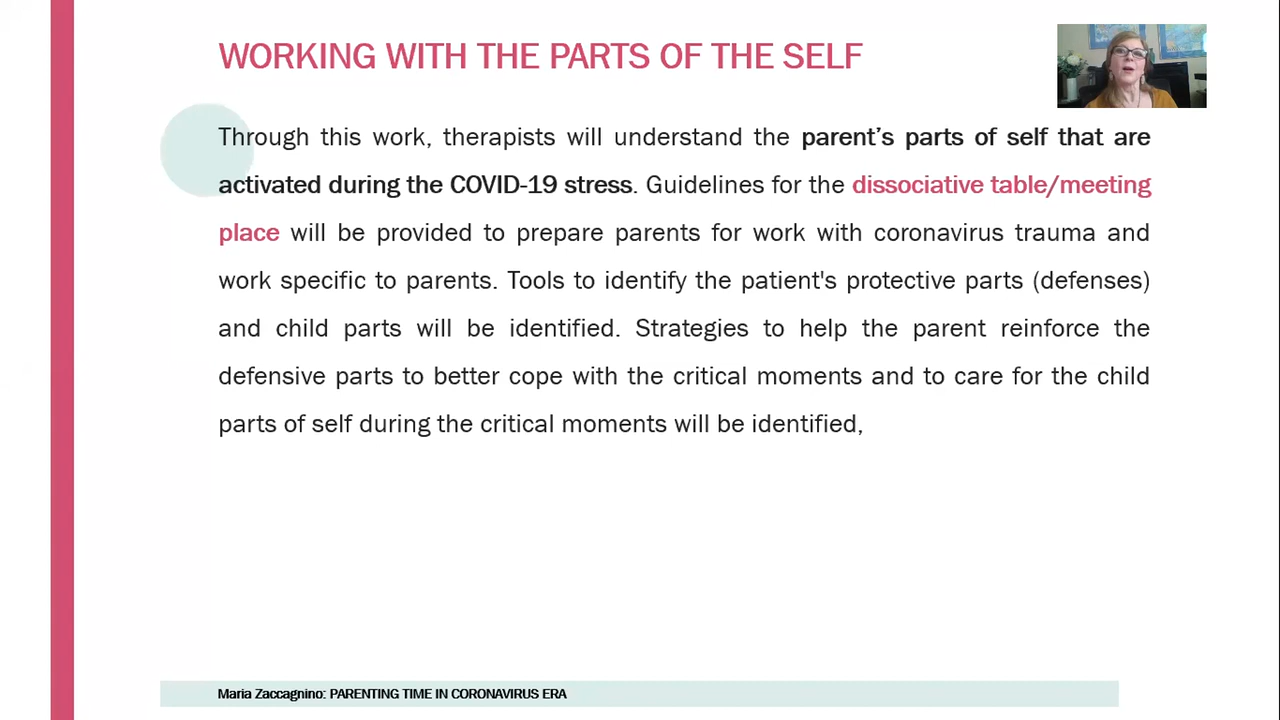 WORKING WITH THE PARTS OF THE SELF
Through this work, therapists will understand the parent’s parts of self that are
activated during the COVID-19 stress. Guidelines for the dissociative table/meeting
place will be provided to prepare parents for work with coronavirus trauma and
work specific to parents. Tools to identify the patient's protective parts (defenses)
and child parts will be identified. Strategies to help the parent reinforce the
defensive parts to better cope with the critical moments and to care for the child
parts of self during the critical moments will be identified,
Maria Zaccagnino: PARENTING TIME IN CORONAVIRUS ERA